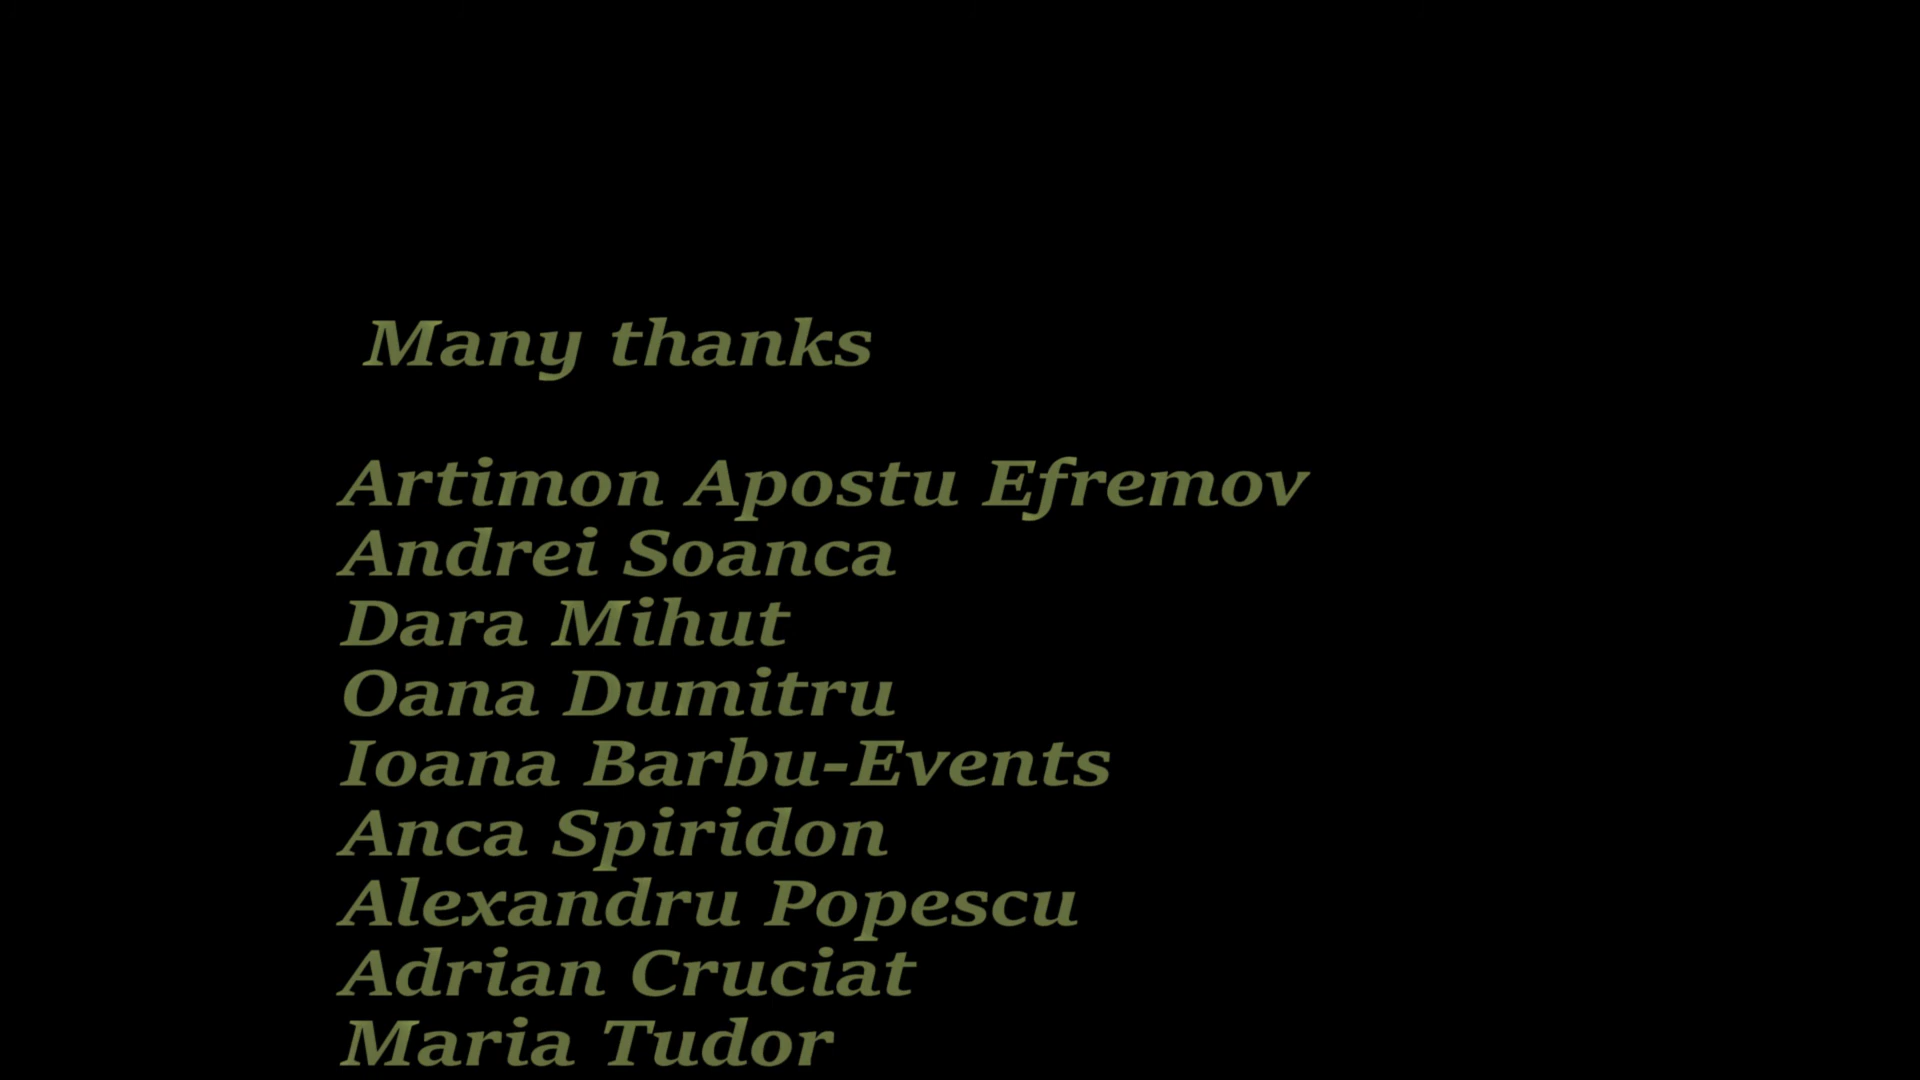 Many thanks
Artimon Apostu Efremov
Andrei Soanca
Dara Mihut
Oana Dumitru
Ioana Barbu-Events
Anca Spiridon
Alexandru Popescu
Adrian Cruciat
Maria Tudor